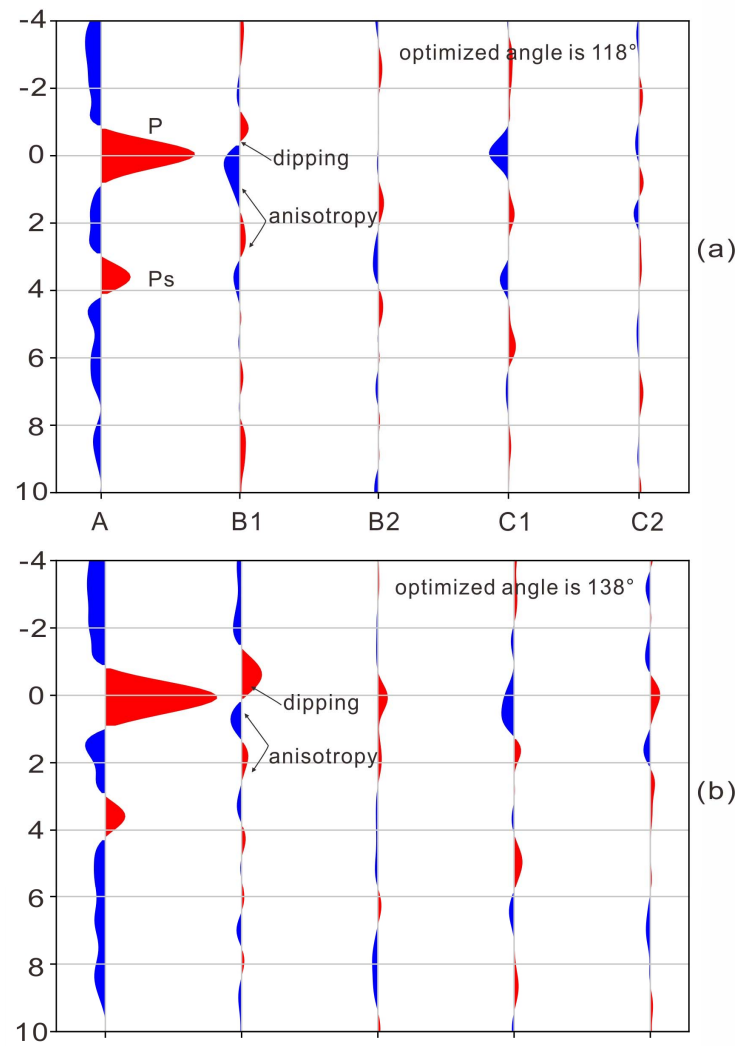 -4
optimized angle is 118°
(a)
-2
P
0
dipping
anisotropy
2
Ps
4
6
8
10
A B1 B2 C1 C2
-4
optimized angle is 138°
(b)
-2
0
dipping
anisotropy
2
4
6
8
10